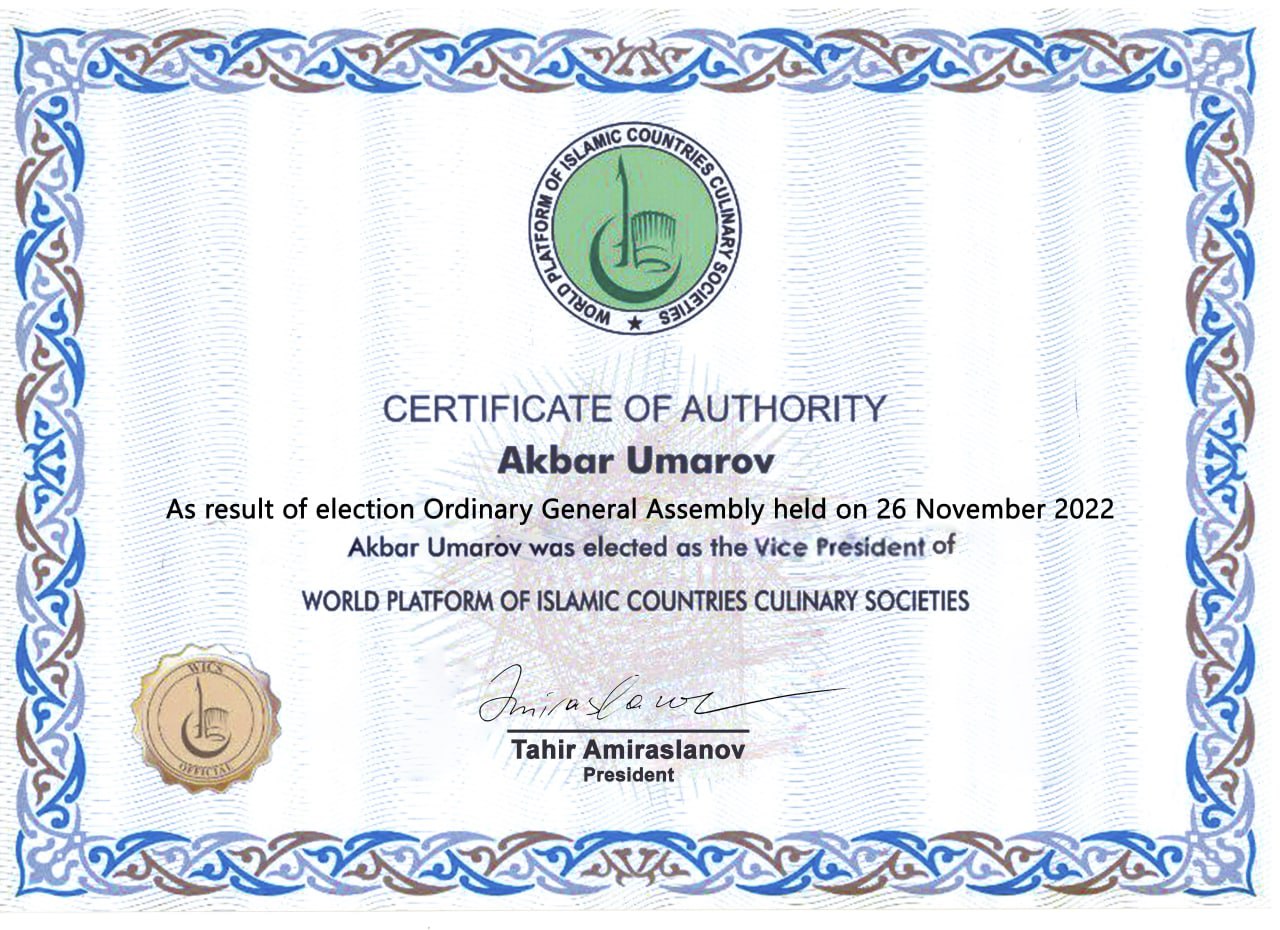 WORLD PLATFORM OF ISLAMIC COUNTRIES CULINARY SOCIETIES
CERTIFICATE OF AUTHORITY
Akbar Umarov
As result of election Ordinary General Assembly held on 26 November 2022
Akbar Umarov was elected as the Vice President of
WORLD PLATFORM OF ISLAMIC COUNTRIES CULINARY SOCIETIES
WICS
OFFICIAL
Amiraslanov
Tahir Amiraslanov
President